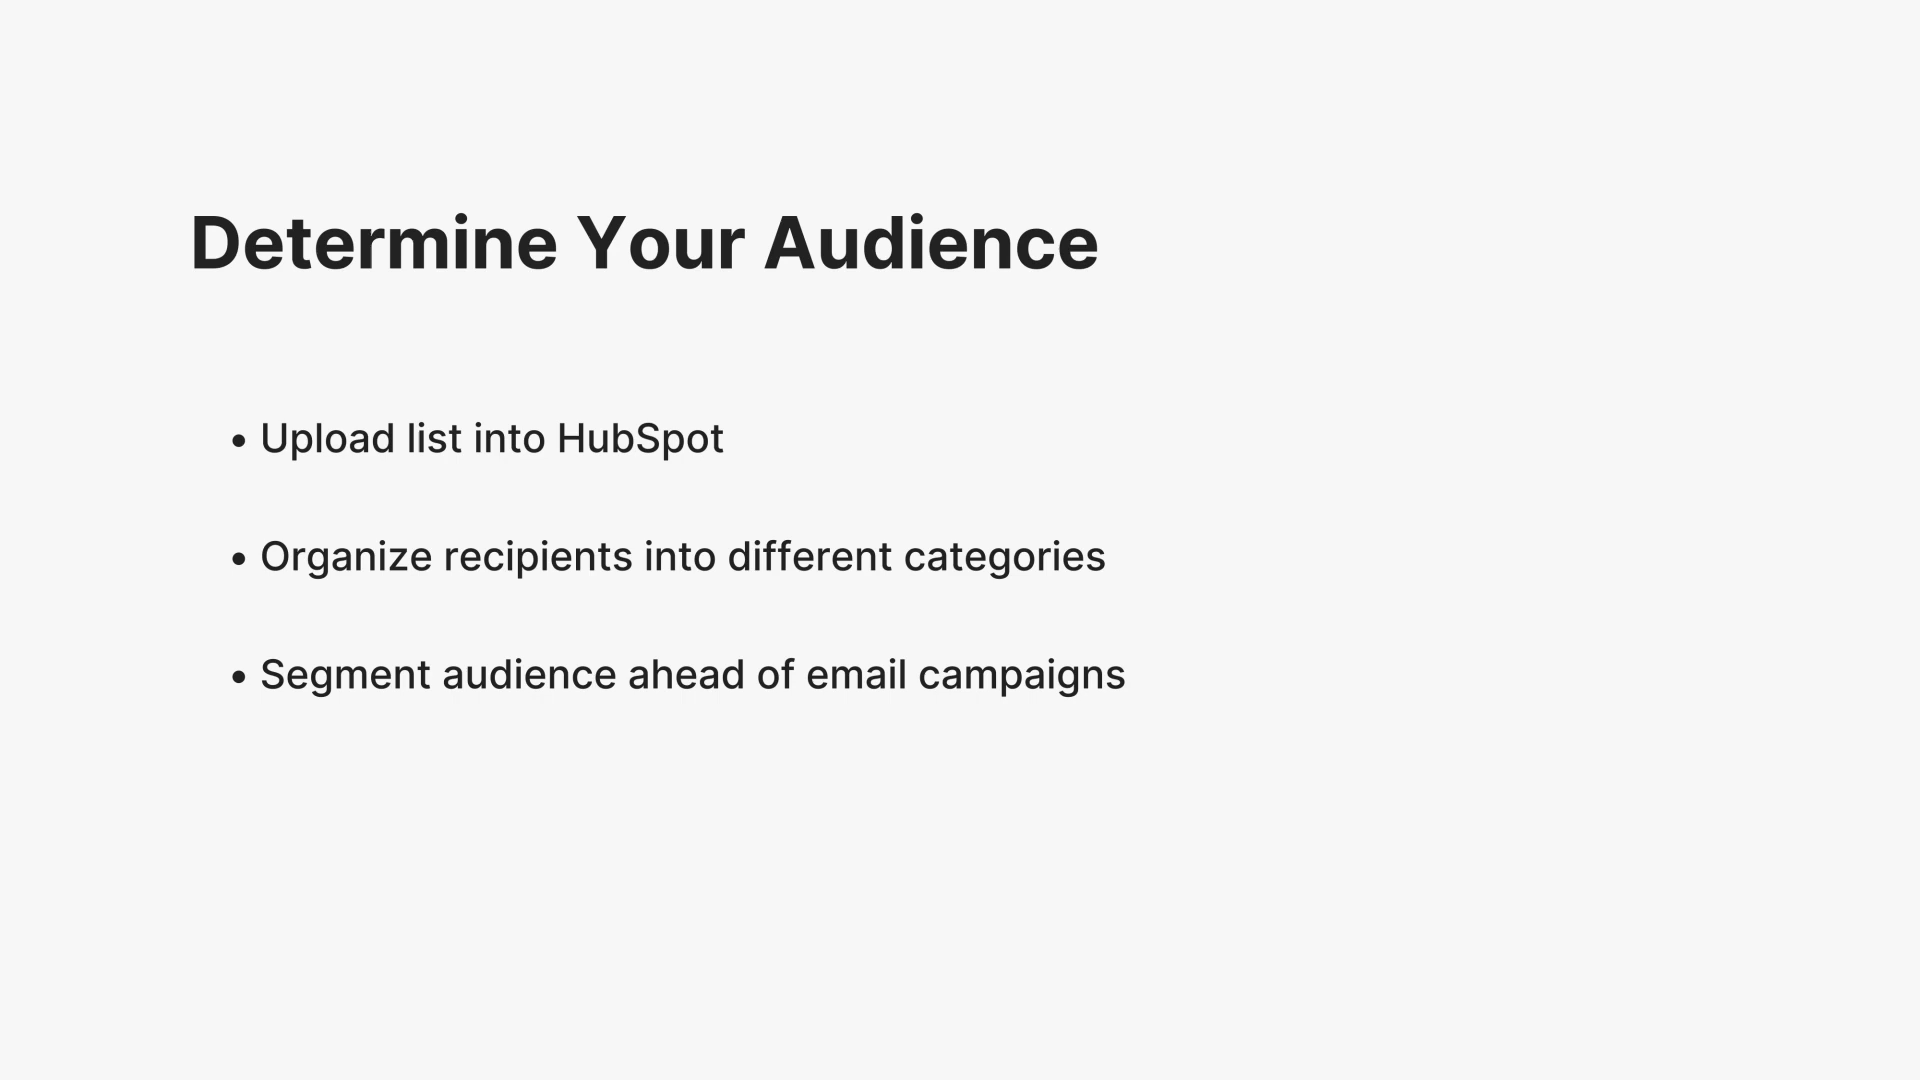 Determine Your Audience
• Upload list into HubSpot
• Organize recipients into different categories
• Segment audience ahead of email campaigns